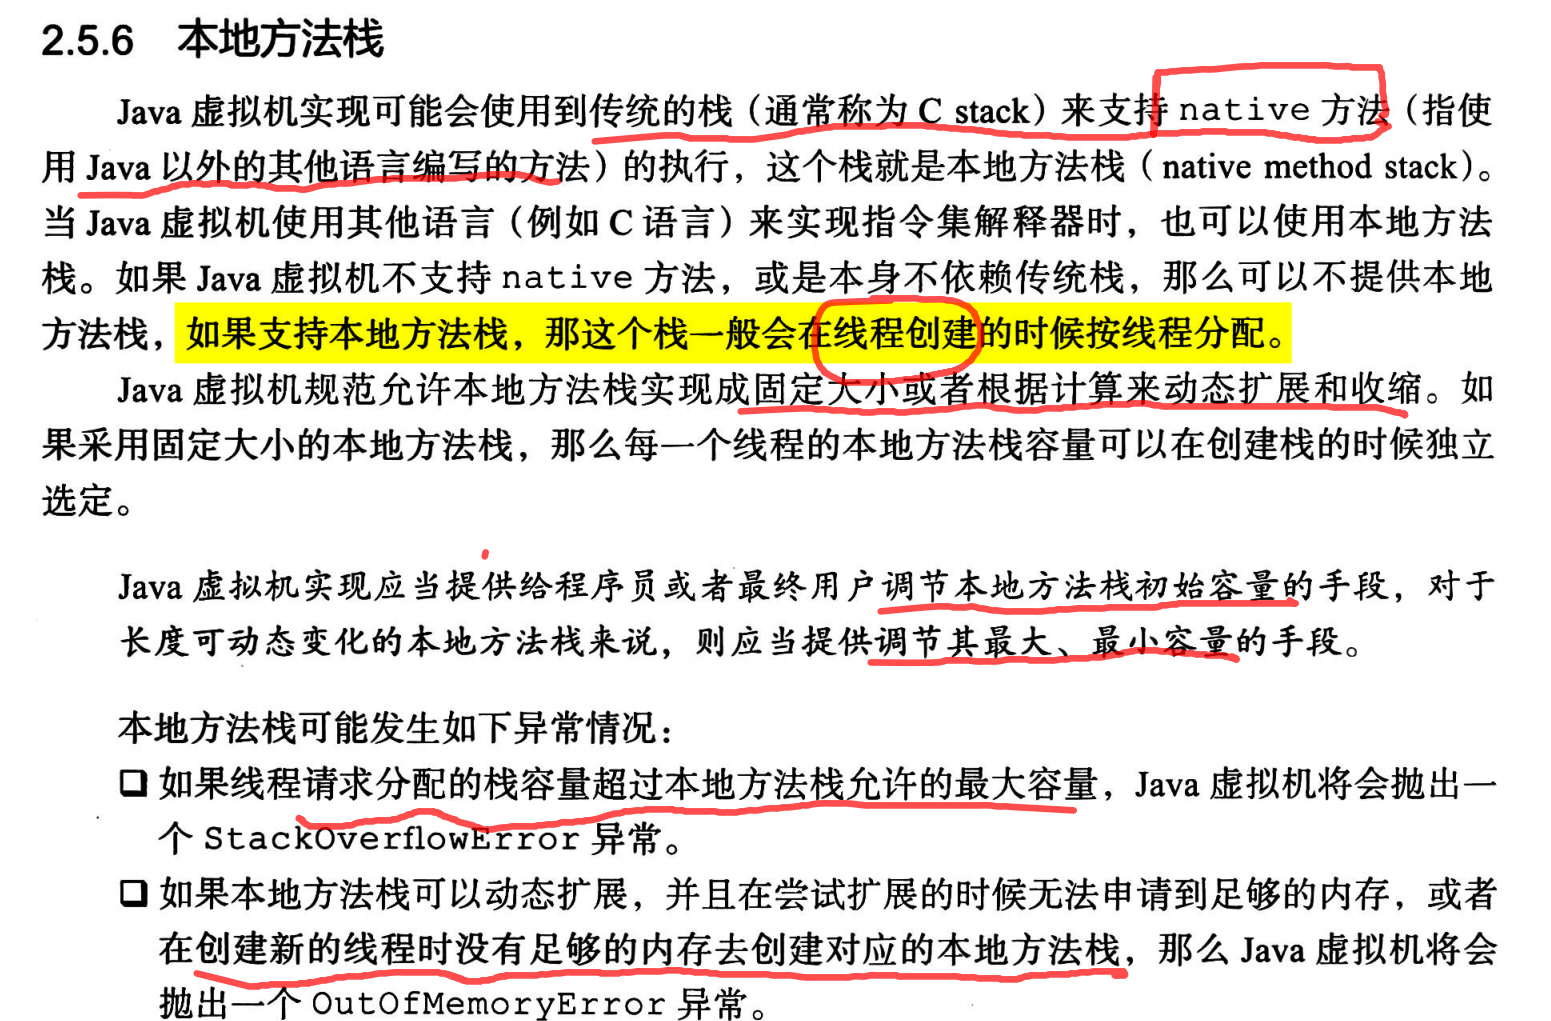 2.5.6 本地方法栈
Java 虚拟机实现可能会使用到传统的栈（通常称为 C stack）来支持 native 方法（指使
用 Java 以外的其他语言编写的方法）的执行，这个栈就是本地方法栈（native method stack）。
当 Java 虚拟机使用其他语言（例如 C 语言）来实现指令集解释器时，也可以使用本地方法
栈。如果 Java 虚拟机不支持 native 方法，或是本身不依赖传统栈，那么可以不提供本地
方法栈，如果支持本地方法栈，那这个栈一般会在线程创建的时候按线程分配。
Java 虚拟机规范允许本地方法栈实现成固定大小或者根据计算来动态扩展和收缩。如
果采用固定大小的本地方法栈，那么每一个线程的本地方法栈容量可以在创建栈的时候独立
选定。
Java 虚拟机实现应当提供给程序员或者最终用户调节本地方法栈初始容量的手段，对于
长度可动态变化的本地方法栈来说，则应当提供调节其最大、最小容量的手段。
本地方法栈可能发生如下异常情况：
❏ 如果线程请求分配的栈容量超过本地方法栈允许的最大容量，Java 虚拟机将会抛出一
个 StackOverflowError 异常。
❏ 如果本地方法栈可以动态扩展，并且在尝试扩展的时候无法申请到足够的内存，或者
在创建新的线程时没有足够的内存去创建对应的本地方法栈，那么 Java 虚拟机将会
抛出一个 OutOfMemoryError 异常。